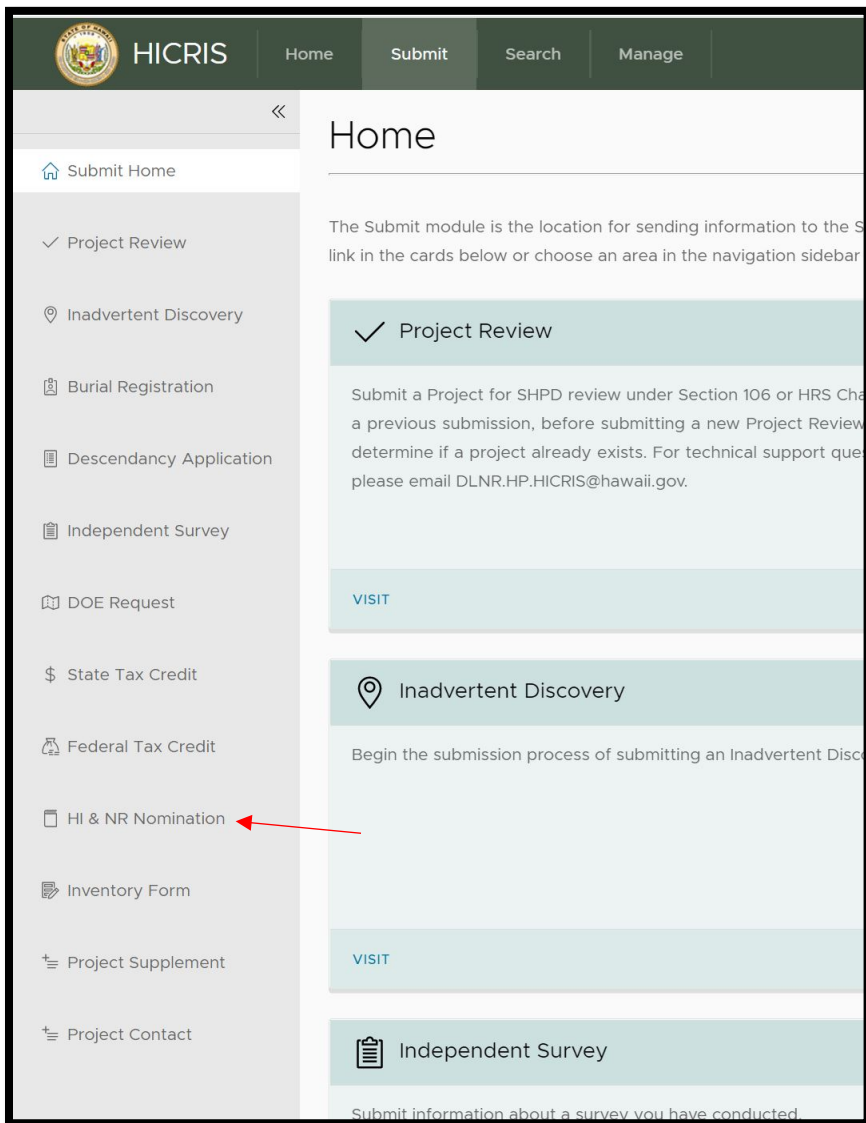 HICRIS
Home
Submit
Search
Manage
«
Submit Home
Project Review
Inadvertent Discovery
Burial Registration
Descendancy Application
Independent Survey
DOE Request
$ State Tax Credit
Federal Tax Credit
HI & NR Nomination
Inventory Form
Project Supplement
Project Contact
Home
The Submit module is the location for sending information to the S
link in the cards below or choose an area in the navigation sidebar
Project Review
Submit a Project for SHPD review under Section 106 or HRS Cha
a previous submission, before submitting a new Project Review
determine if a project already exists. For technical support que
please email DLNR.HP.HICRIS@hawaii.gov.
VISIT
Inadvertent Discovery
Begin the submission process of submitting an Inadvertent Disc
VISIT
Independent Survey
Submit information about a survey you have conducted.